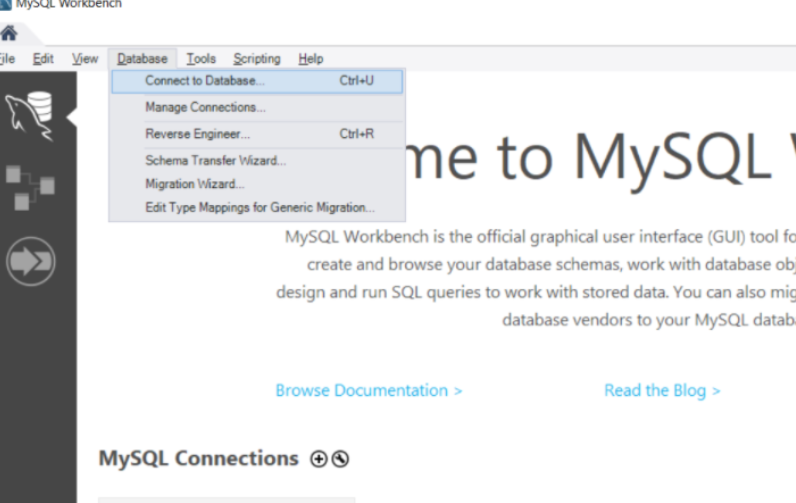 MySQL Workbench
File Edit View Database Tools Scripting Help
Connect to Database... Ctrl+U
Manage Connections...
Reverse Engineer... Ctrl+R
Schema Transfer Wizard...
Migration Wizard...
Edit Type Mappings for Generic Migration...
me to MySQL
MySQL Workbench is the official graphical user interface (GUI) tool fo
create and browse your database schemas, work with database obj
design and run SQL queries to work with stored data. You can also mig
database vendors to your MySQL databa
Browse Documentation > Read the Blog >
MySQL Connections